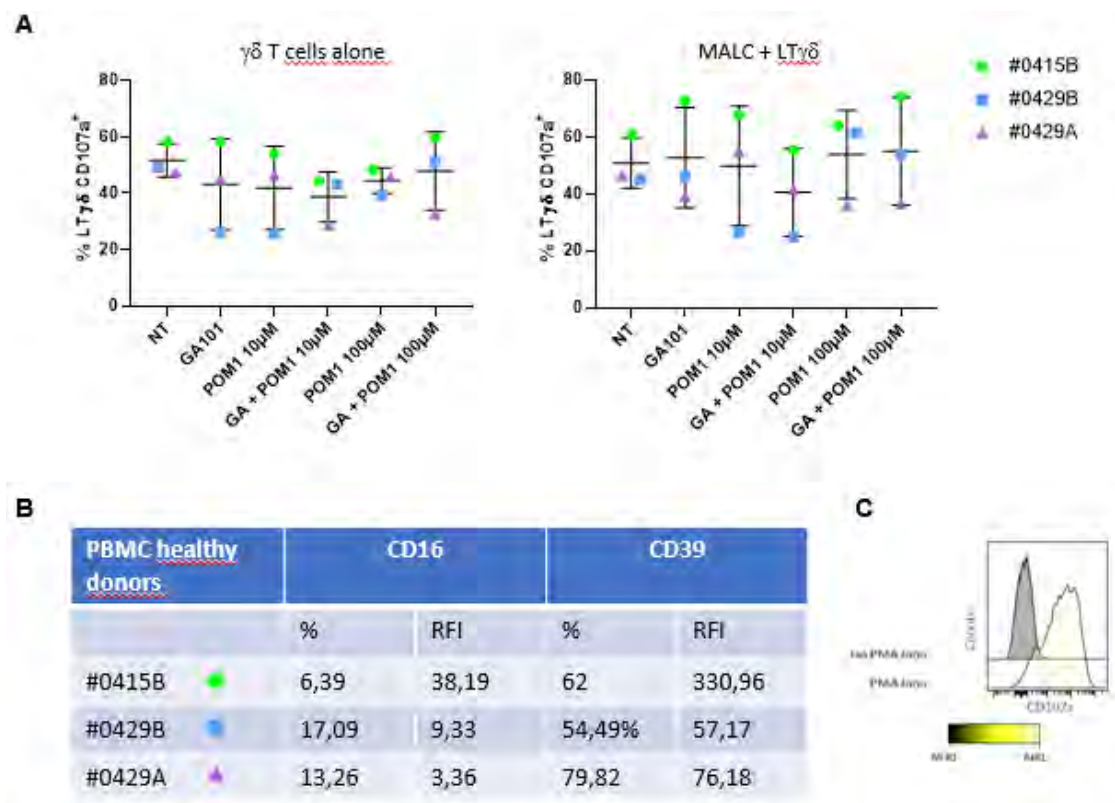 A
γδ T cells alone
MALC + LTγδ
#0415B
#0429B
#0429A
% LTγδ CD107a+
80
60
40
20
0
NT
GA101
POM1 10µM
GA + POM1 10µM
POM1 100µM
GA + POM1 100µM
% LTγδ CD107a+
80
60
40
20
0
NT
GA101
POM1 10µM
GA + POM1 10µM
POM1 100µM
GA + POM1 100µM
B
PBMC healthy donors CD16 CD39
% RFI % RFI
#0415B 6,39 38,19 62 330,96
#0429B 17,09 9,33 54,49% 57,17
#0429A 13,26 3,36 79,82 76,18
C
PMA
CD107a